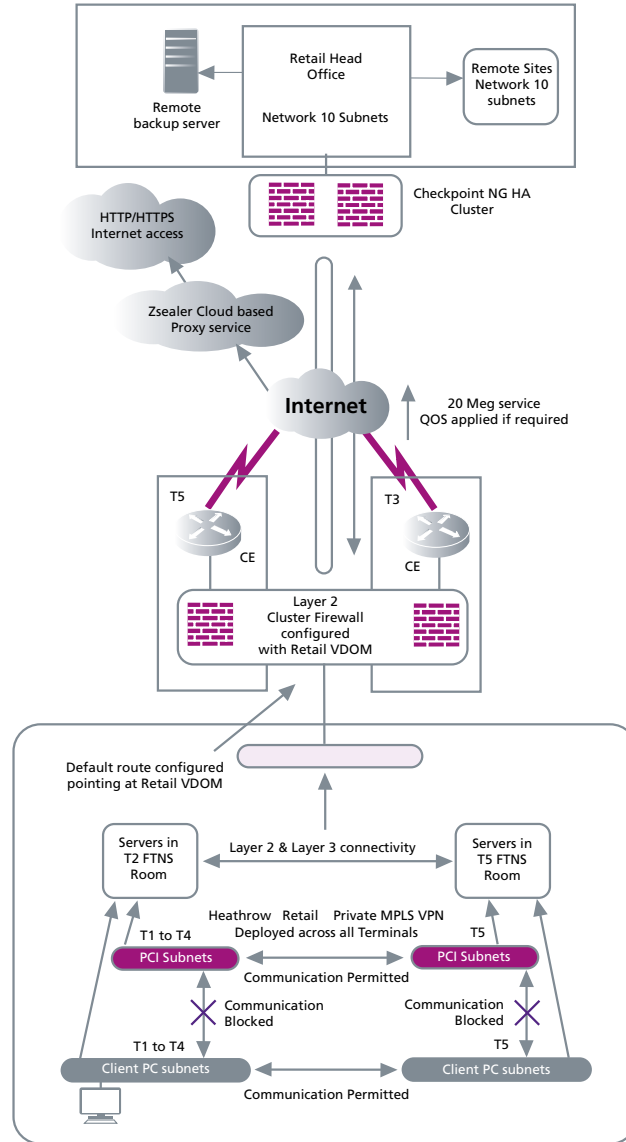 Retail Head
Office
Network 10 Subnets
Remote
backup server
Remote Sites
Network 10
subnets
Checkpoint NG HA
Cluster
HTTP/HTTPS
Internet access
Zsealer Cloud based
Proxy service
Internet
20 Meg service
QOS applied if required
T5
CE
T3
CE
Layer 2
Cluster Firewall
configured
with Retail VDOM
Default route configured
pointing at Retail VDOM
Servers in
T2 FTNS
Room
Layer 2 & Layer 3 connectivity
Servers in
T5 FTNS
Room
Heathrow Retail Private MPLS VPN
Deployed across all Terminals
T1 to T4
T5
PCI Subnets
PCI Subnets
Communication Permitted
Communication
Blocked
Communication
Blocked
T1 to T4
T5
Client PC subnets
Client PC subnets
Communication Permitted